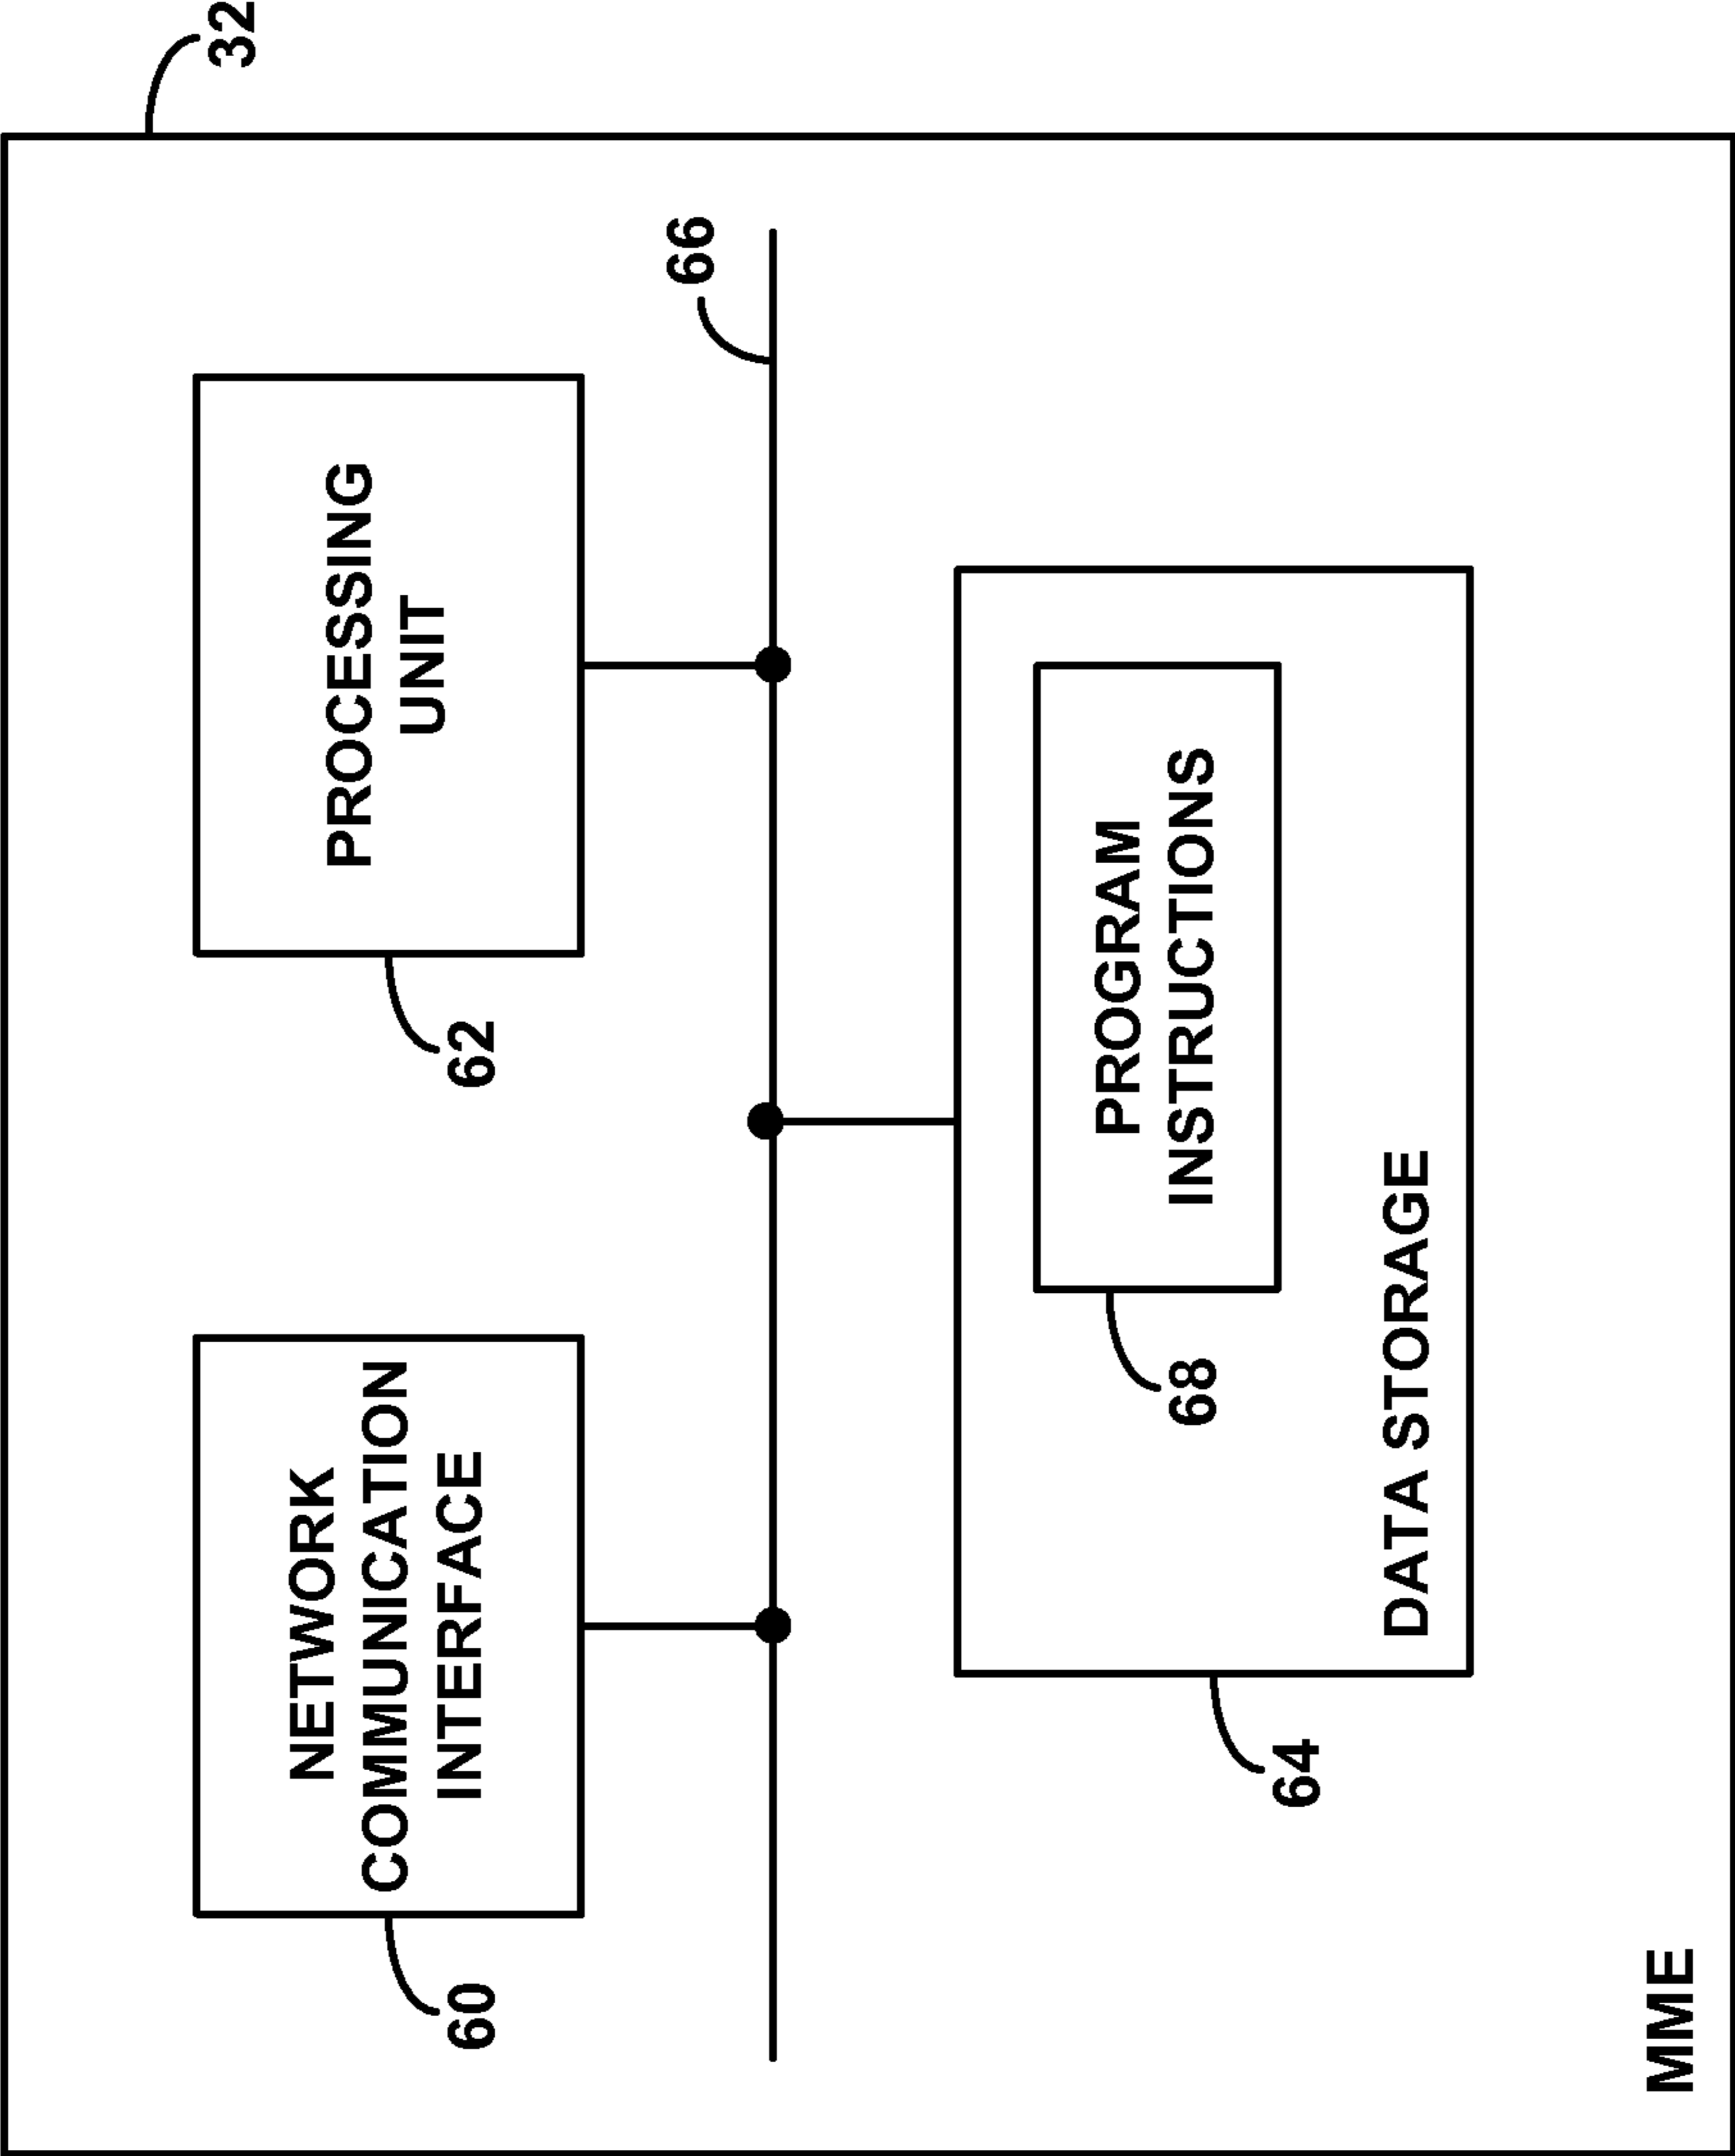 32
NETWORK
COMMUNICATION
INTERFACE
PROCESSING
UNIT
60
62
66
PROGRAM
INSTRUCTIONS
68
DATA STORAGE
64
MME